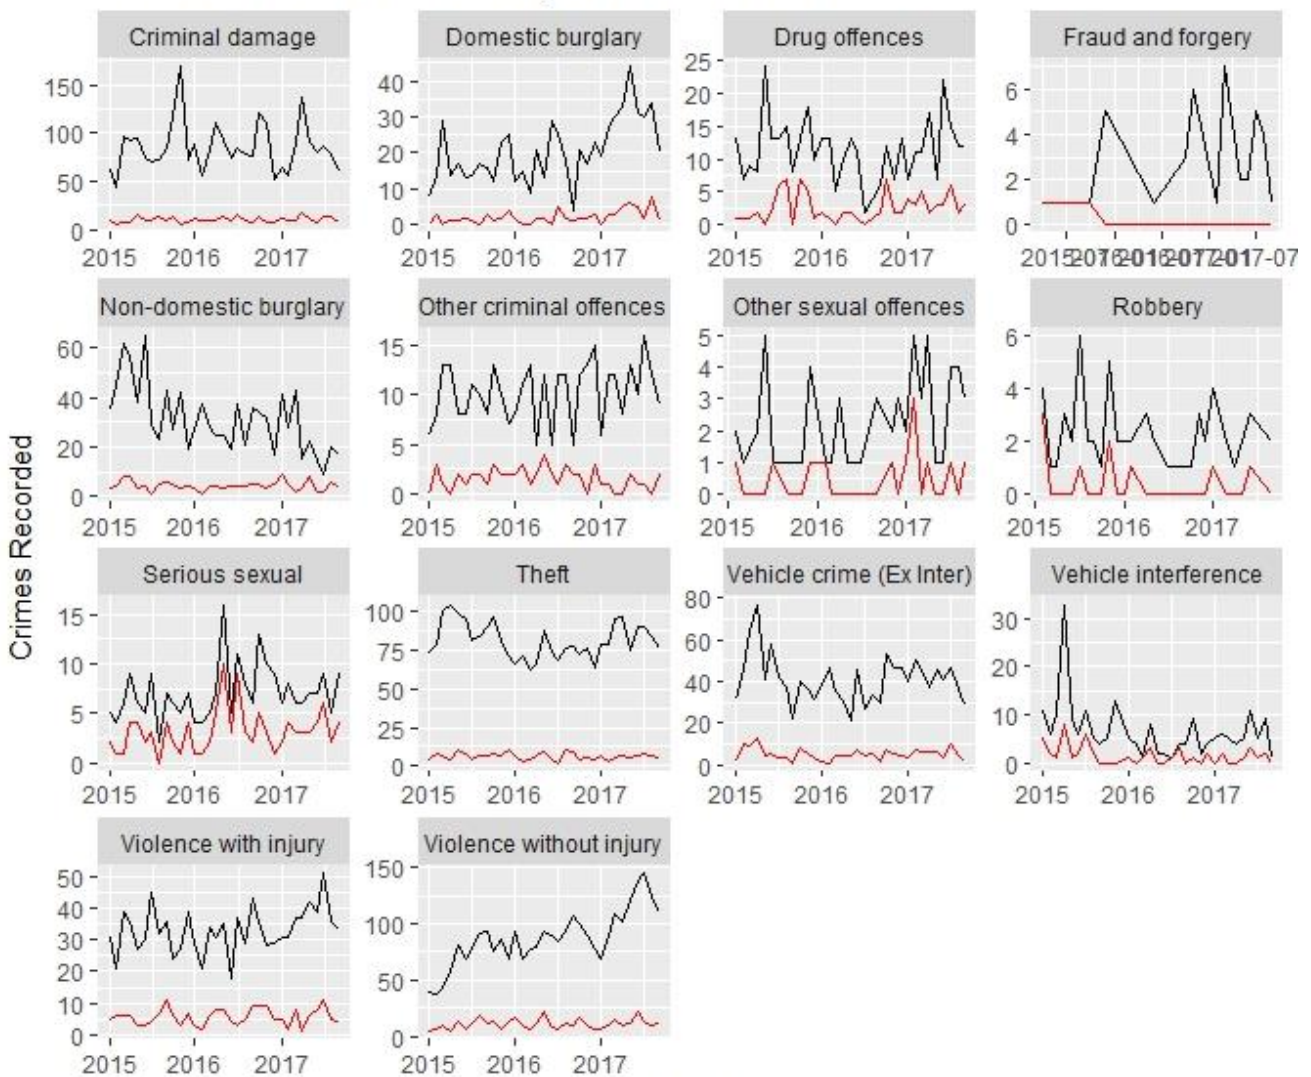 Criminal damage Domestic burglary Drug offences Fraud and forgery
150 100 50 0
40 30 20 10 0
25 20 15 10 5 0
6 4 2 0
2015 2016 2017 2015 2016 2017 2015 2016 2017
Non-domestic burglary Other criminal offences Other sexual offences Robbery
60 40 20 0
15 10 5 0
5 4 3 2 1 0
6 4 2 0
2015 2016 2017 2015 2016 2017 2015 2016 2017 2015 2016 2017
Crimes Recorded
Serious sexual Theft Vehicle crime (Ex Inter) Vehicle interference
15 10 5 0
100 75 50 25 0
80 60 40 20 0
30 20 10 0
2015 2016 2017 2015 2016 2017 2015 2016 2017 2015 2016 2017
Violence with injury Violence without injury
50 40 30 20 10 0
150 100 50 0
2015 2016 2017 2015 2016 2017